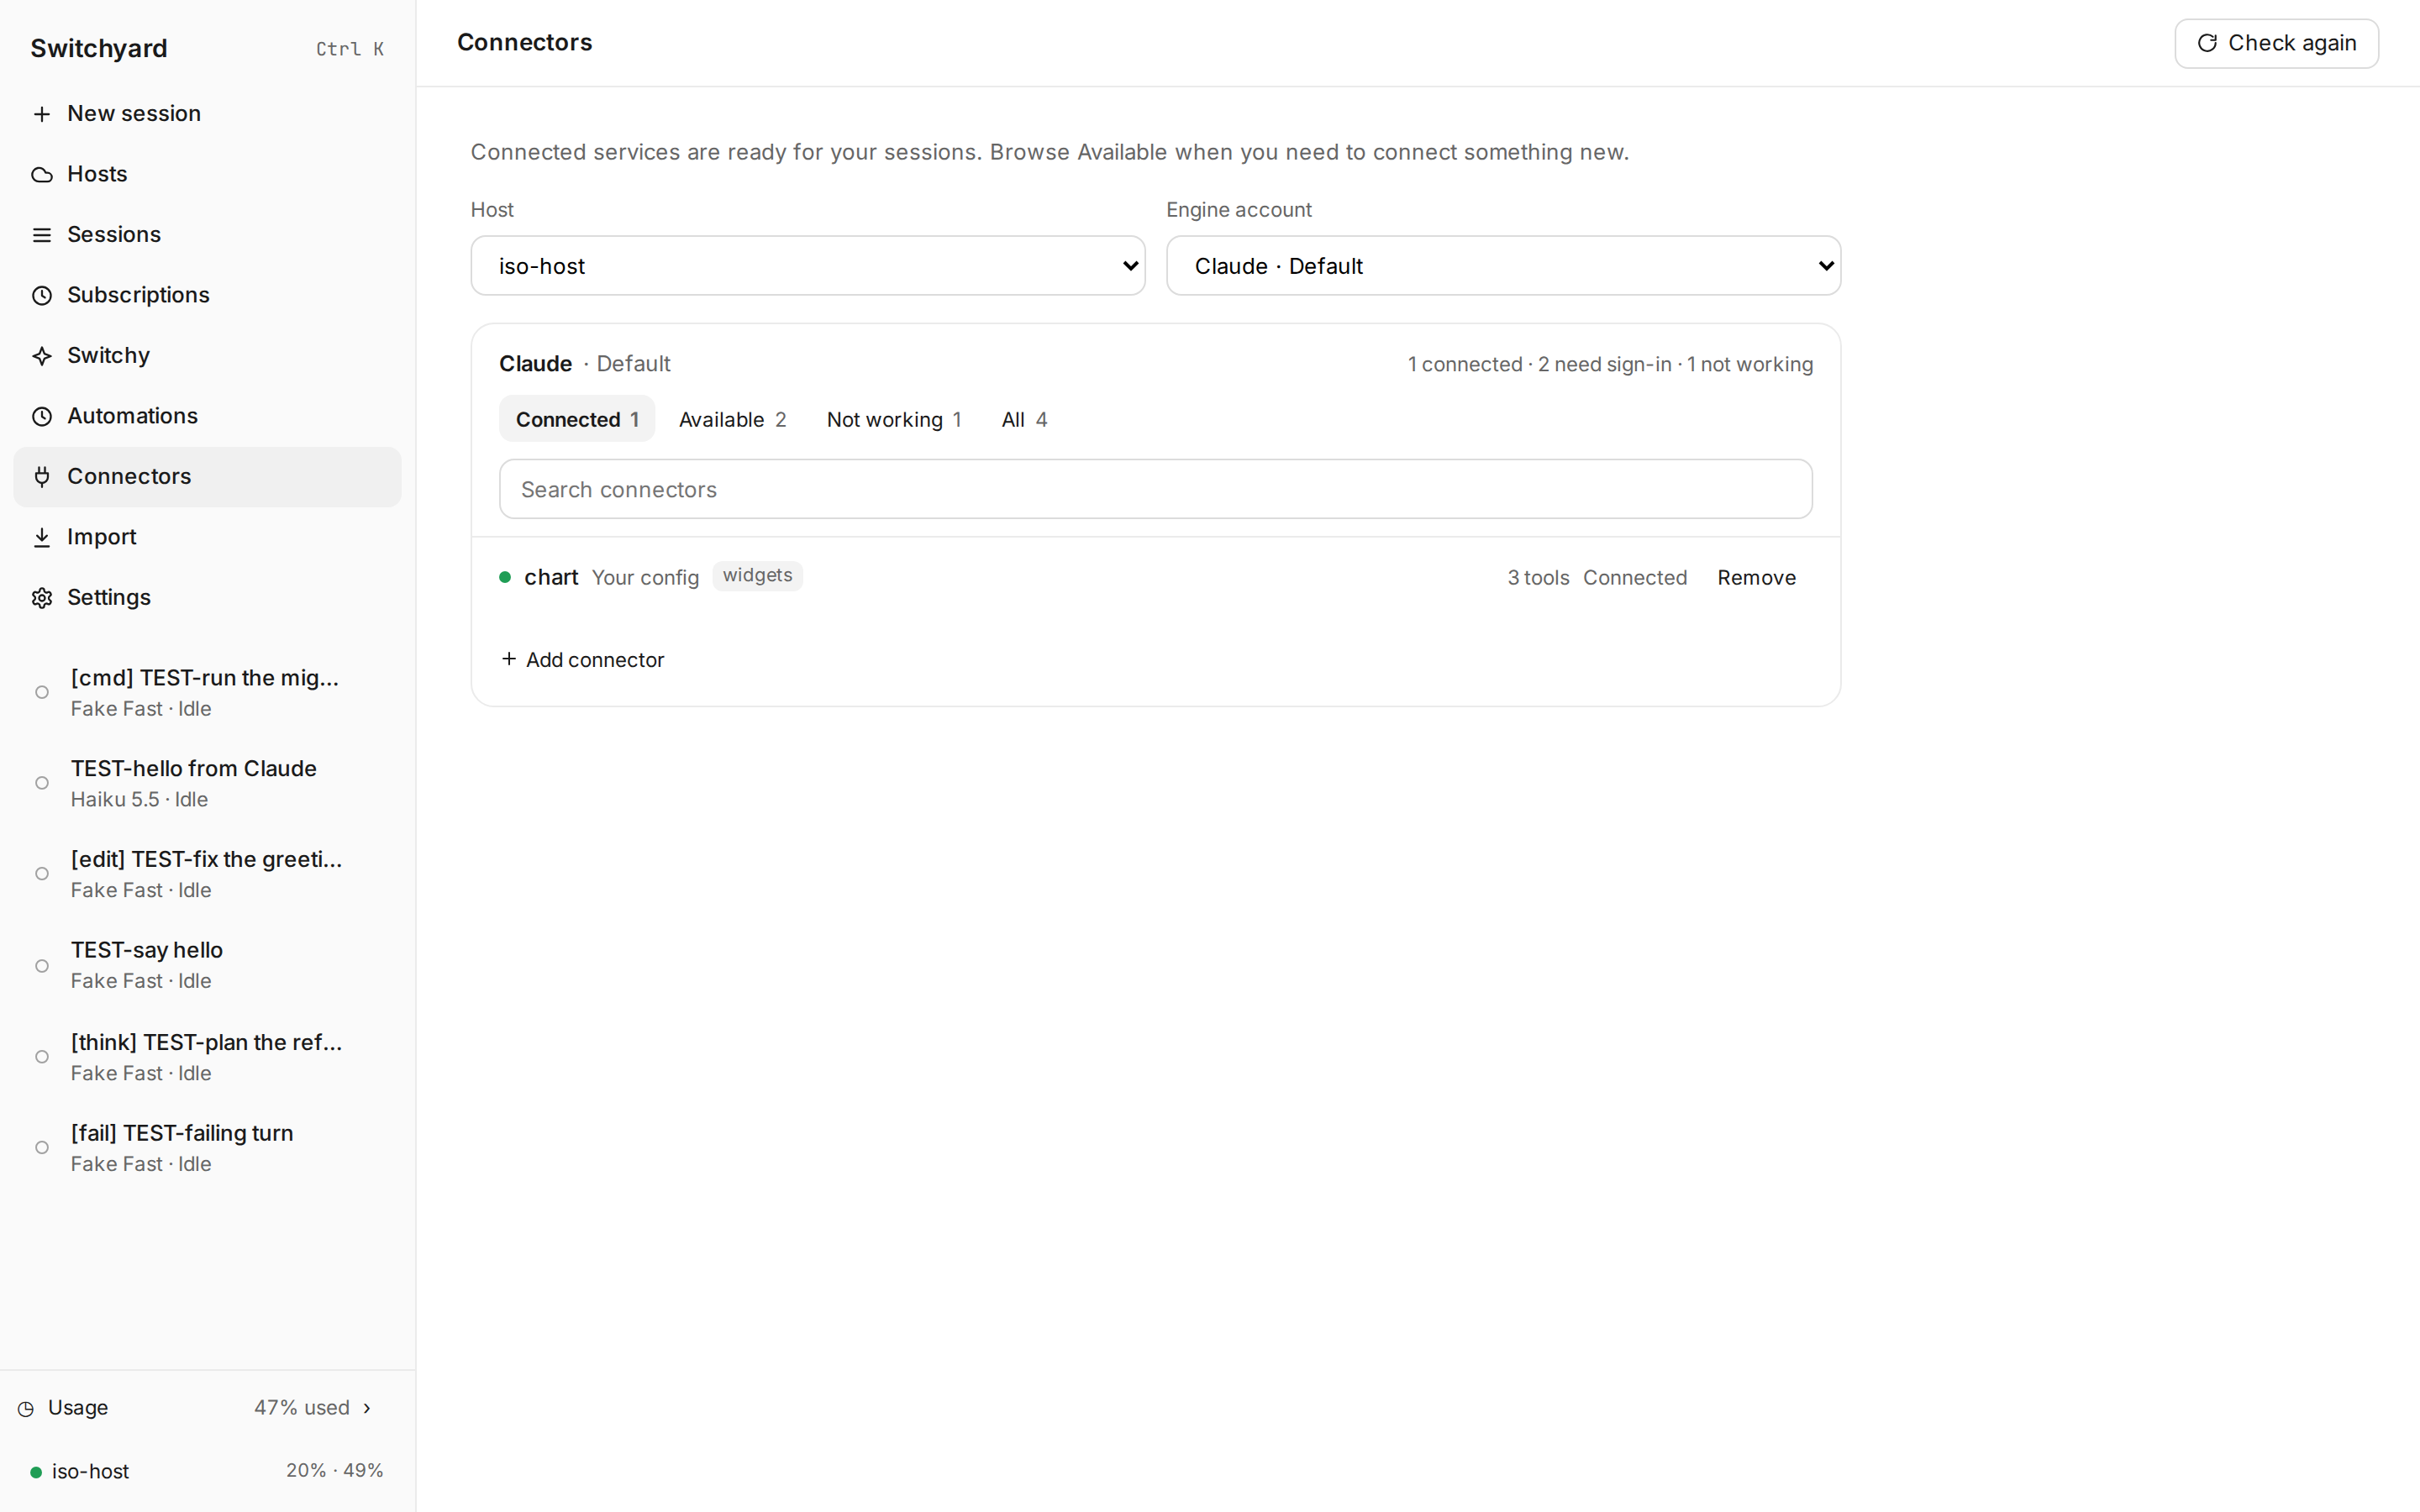 Switchyard Ctrl K
New session
Hosts
Sessions
Subscriptions
Switchy
Automations
Connectors
Import
Settings
[cmd] TEST-run the mig...
Fake Fast · Idle
TEST-hello from Claude
Haiku 5.5 · Idle
[edit] TEST-fix the greeti...
Fake Fast · Idle
TEST-say hello
Fake Fast · Idle
[think] TEST-plan the ref...
Fake Fast · Idle
[fail] TEST-failing turn
Fake Fast · Idle
Usage 47% used ›
iso-host 20% · 49%
Connectors Check again
Connected services are ready for your sessions. Browse Available when you need to connect something new.
Host Engine account
iso-host Claude · Default
Claude · Default 1 connected · 2 need sign-in · 1 not working
Connected 1 Available 2 Not working 1 All 4
Search connectors
chart Your config widgets 3 tools Connected Remove
+ Add connector